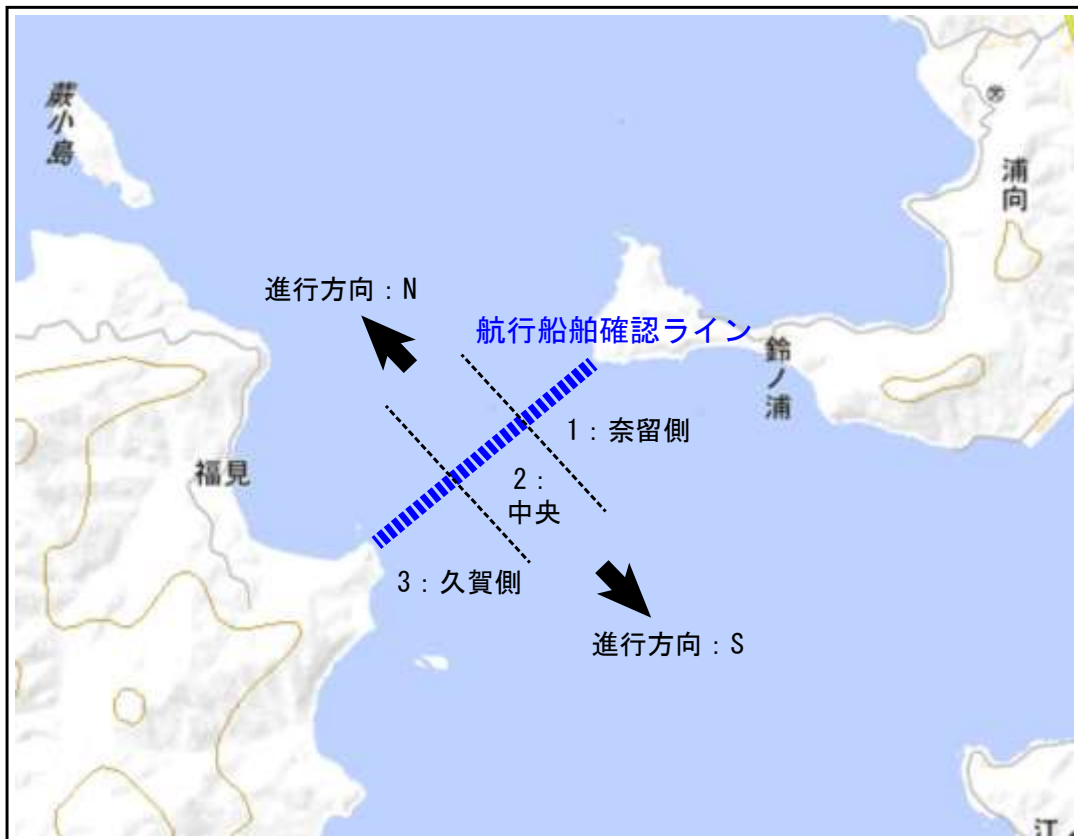 蕨小島
浦向
進行方向：N
航行船舶確認ライン
鈴ノ浦
1：奈留側
福見
2：
中央
3：久賀側
進行方向：S